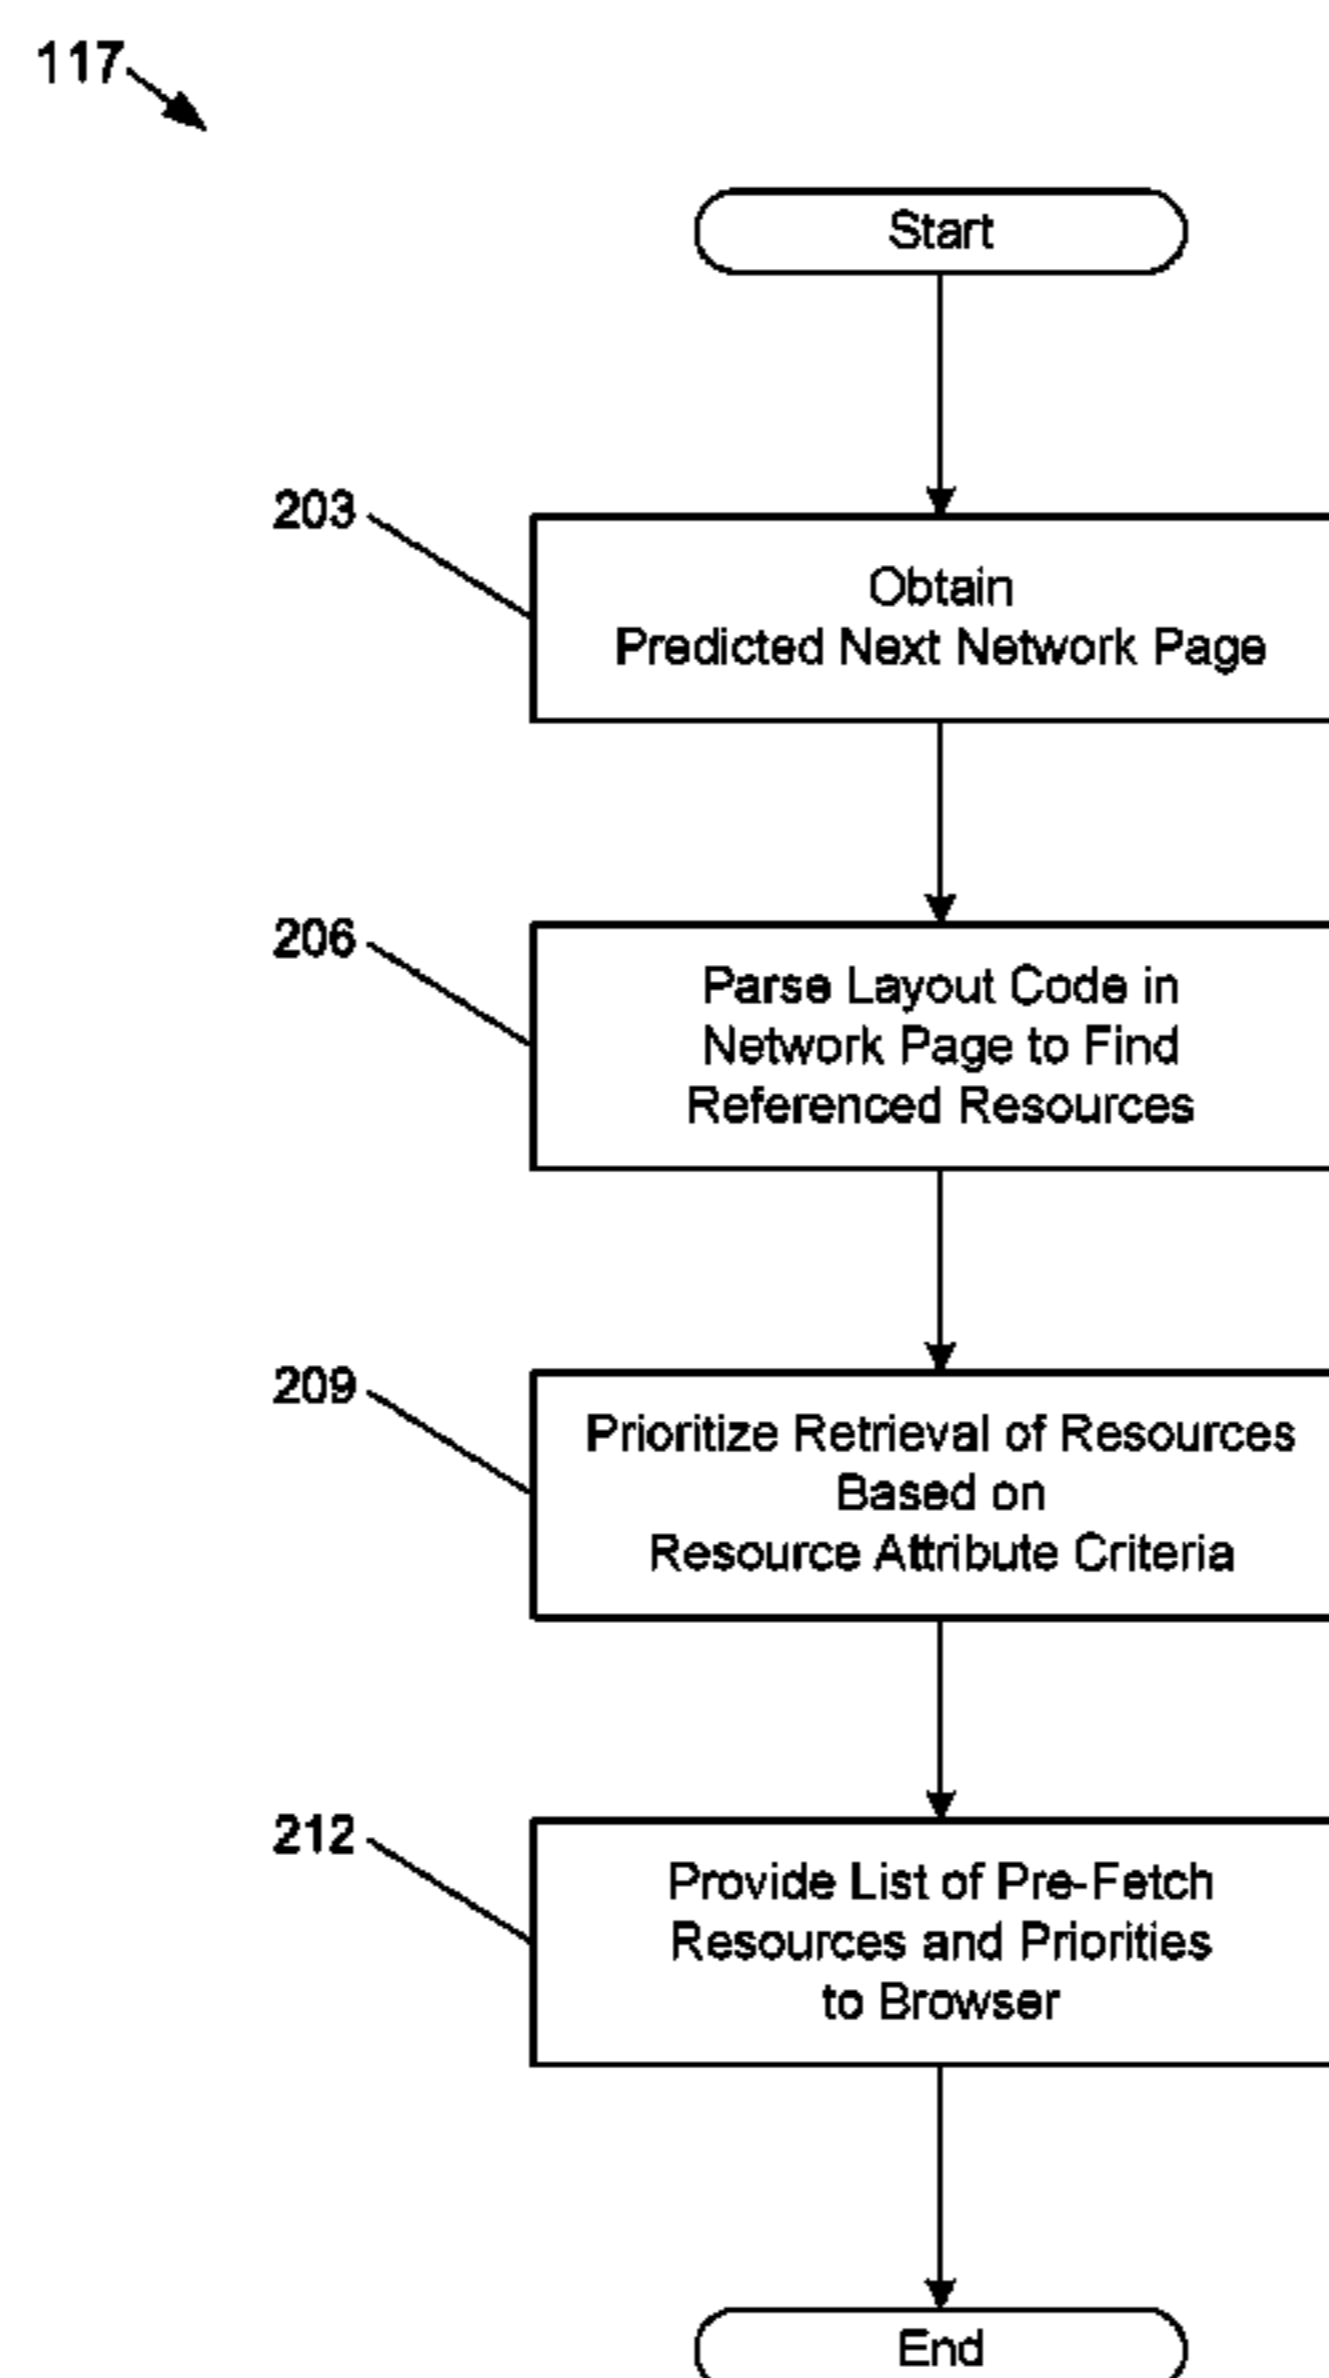 117
Start
203
Obtain
Predicted Next Network Page
206
Parse Layout Code in
Network Page to Find
Referenced Resources
209
Prioritize Retrieval of Resources
Based on
Resource Attribute Criteria
212
Provide List of Pre-Fetch
Resources and Priorities
to Browser
End